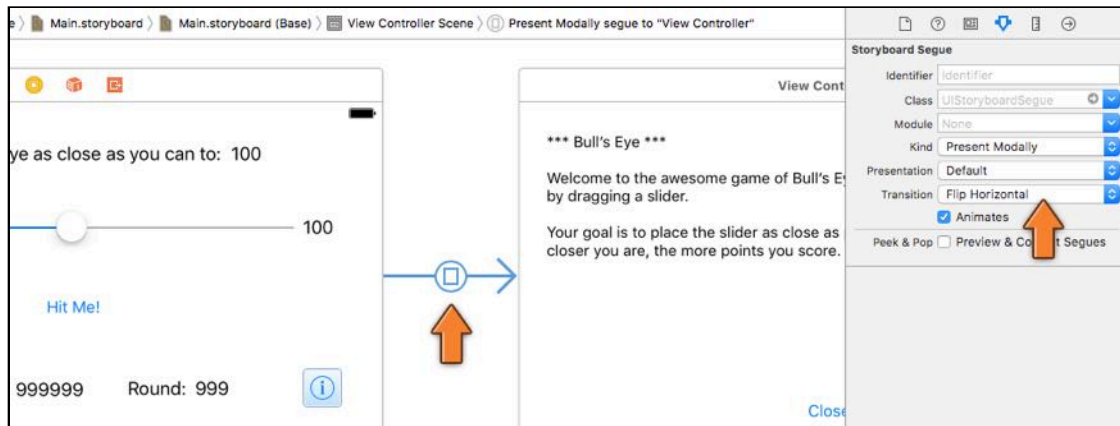 e Main.storyboard Main.storyboard (Base) View Controller Scene Present Modally segue to "View Controller"
Storyboard Segue
Identifier Identifier
Class UIStoryboardSegue
Module None
Kind Present Modally
Presentation Default
Transition Flip Horizontal
Animates
Peek & Pop Preview & Segues
View Cont
ye as close as you can to: 100
100
Hit Me!
999999 Round: 999
*** Bull's Eye ***
Welcome to the awesome game of Bull's Ey
by dragging a slider.
Your goal is to place the slider as close as
closer you are, the more points you score.
Close